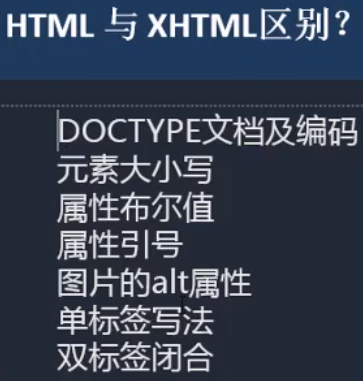 HTML 与 XHTML区别？
DOCTYPE文档及编码
元素大小写
属性布尔值
属性引号
图片的alt属性
单标签写法
双标签闭合